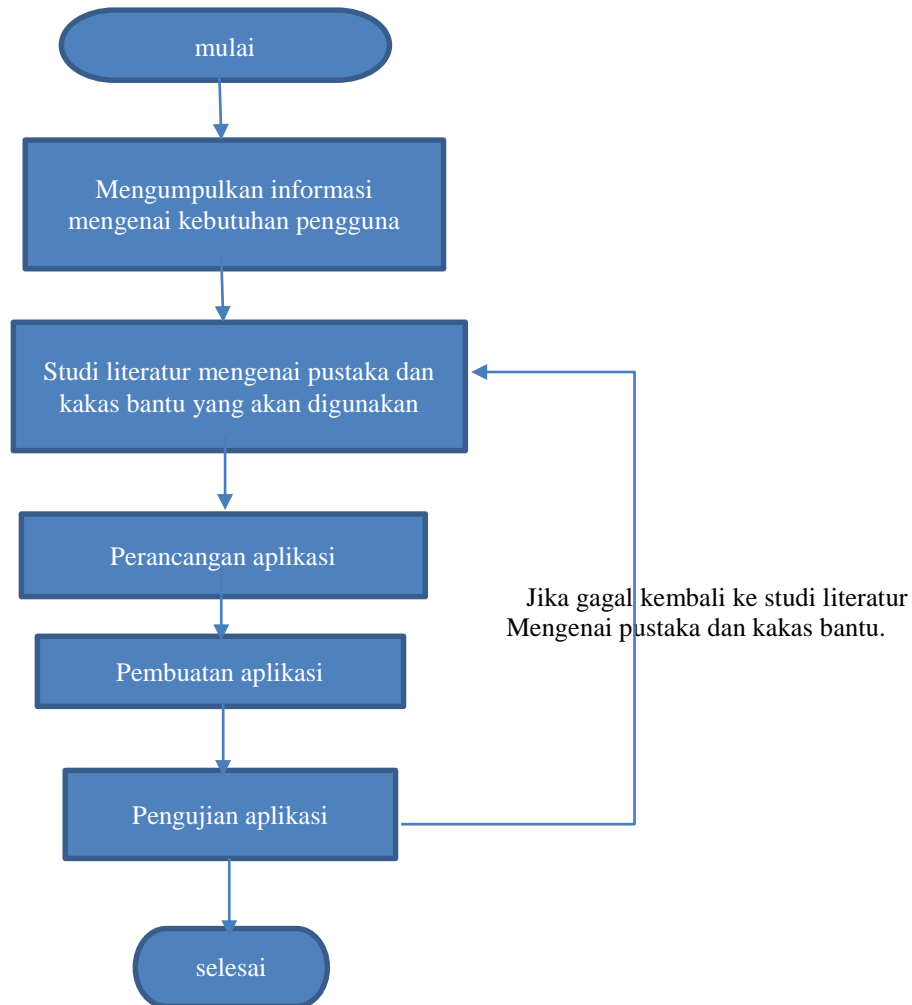 mulai
Mengumpulkan informasi
mengenai kebutuhan pengguna
Studi literatur mengenai pustaka dan
kakas bantu yang akan digunakan
Perancangan aplikasi
Jika gagal kembali ke studi literatur
Mengenai pustaka dan kakas bantu.
Pembuatan aplikasi
Pengujian aplikasi
selesai